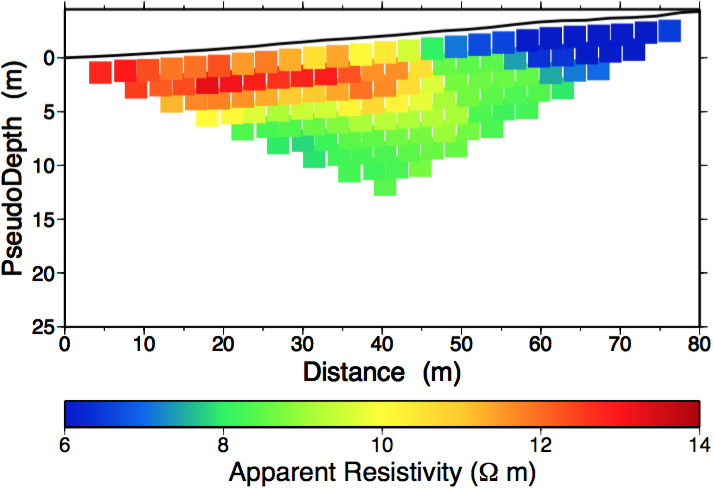 PseudoDepth (m)
0
5
10
15
20
25
0 10 20 30 40 50 60 70 80
Distance (m)
6 8 10 12 14
Apparent Resistivity (Ω m)